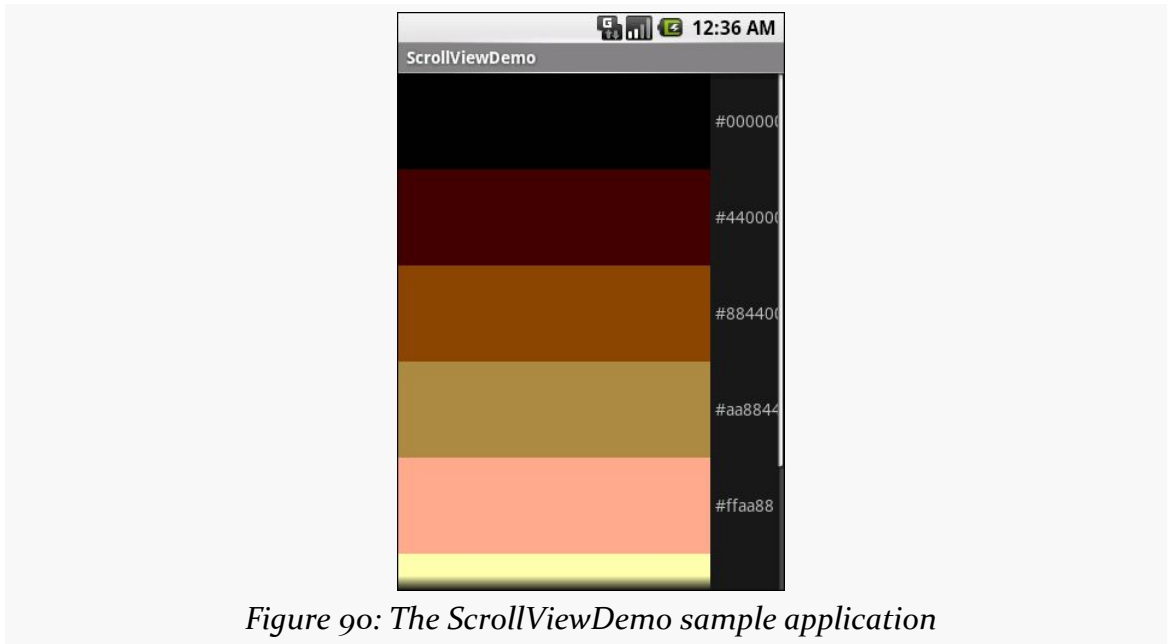 12:36 AM
ScrollViewDemo
#000000
#440000
#884400
#aa8844
#ffaa88
Figure 90: The ScrollViewDemo sample application